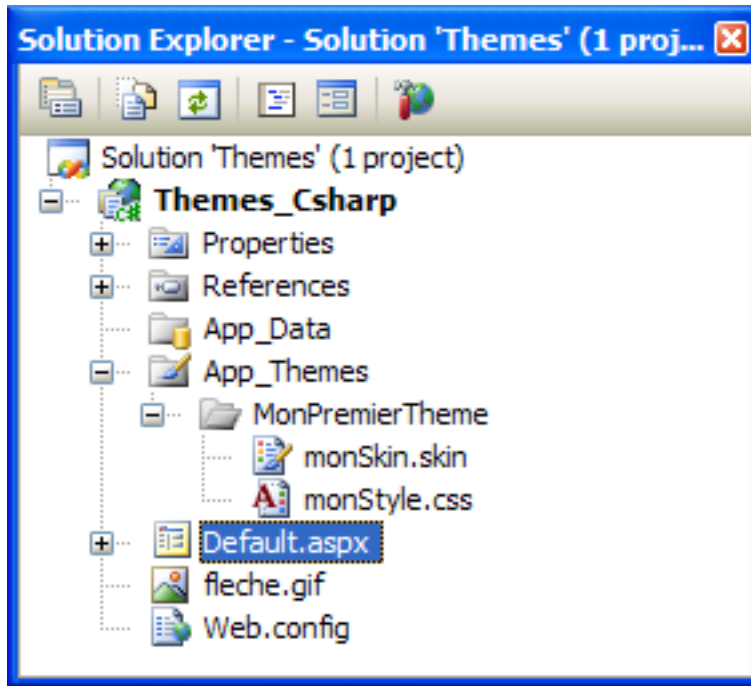 Solution Explorer - Solution 'Themes' (1 proj...
Solution 'Themes' (1 project)
Themes_Csharp
Properties
References
App_Data
App_Themes
MonPremierTheme
monSkin.skin
monStyle.css
Default.aspx
fleche.gif
Web.config